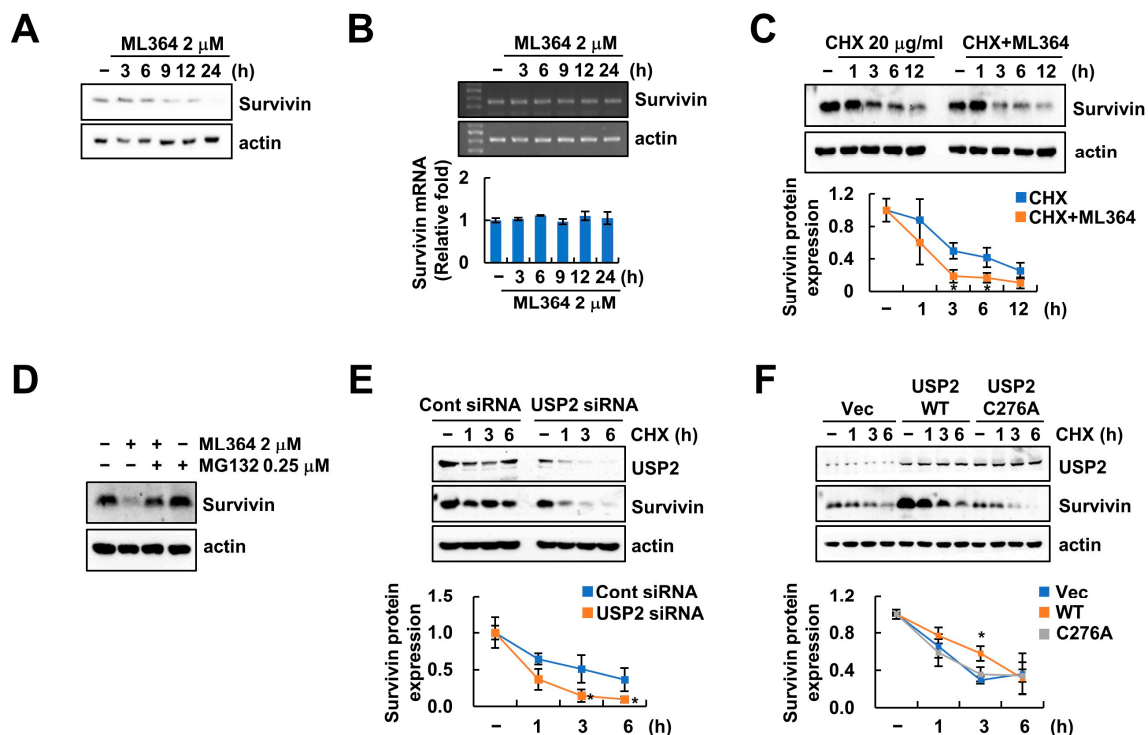 A
ML364 2 μM
– 3 6 9 12 24 (h)
Survivin
actin
B
ML364 2 μM
– 3 6 9 12 24 (h)
Survivin
actin
Survivin mRNA
(Relative fold)
2
1
0
– 3 6 9 12 24 (h)
ML364 2 μM
C
CHX 20 μg/ml CHX+ML364
– 1 3 6 12 – 1 3 6 12 (h)
Survivin
actin
Survivin protein
expression
1.2
0.8
0.4
0
CHX
CHX+ML364
* *
– 1 3 6 12 (h)
D
– + + – ML364 2 μM
– – + + MG132 0.25 μM
Survivin
actin
E
Cont siRNA USP2 siRNA
– 1 3 6 – 1 3 6 CHX (h)
USP2
Survivin
actin
Survivin protein
expression
1.5
1.0
0.5
0.0
Cont siRNA
USP2 siRNA
* *
– 1 3 6 (h)
F
Vec USP2 WT USP2 C276A
– 1 3 6 – 1 3 6 – 1 3 6 CHX (h)
USP2
Survivin
actin
Survivin protein
expression
1.2
0.8
0.4
0.0
Vec
WT
C276A
*
– 1 3 6 (h)